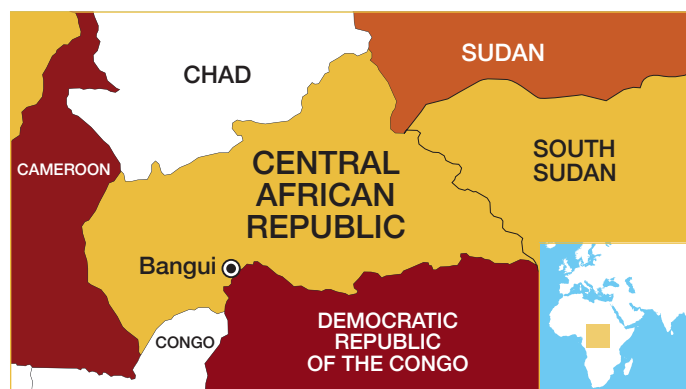 CHAD
SUDAN
CAMEROON
CENTRAL
AFRICAN
REPUBLIC
SOUTH
SUDAN
Bangui
CONGO
DEMOCRATIC
REPUBLIC
OF THE CONGO